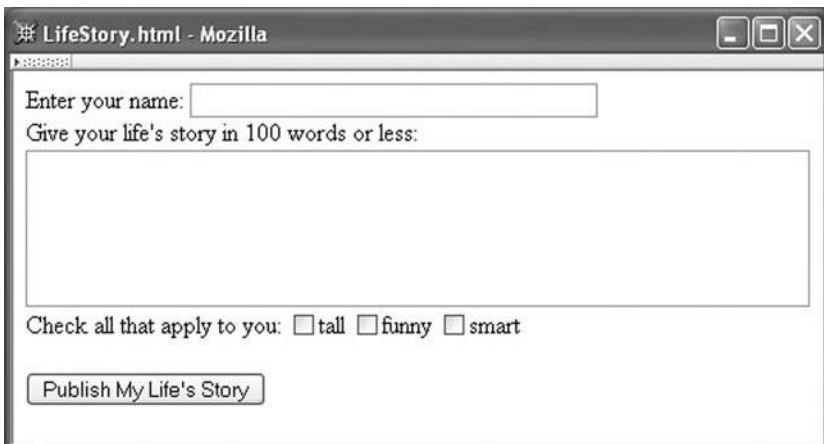 LifeStory.html - Mozilla
Enter your name:
Give your life's story in 100 words or less:
Check all that apply to you: tall funny smart
Publish My Life's Story